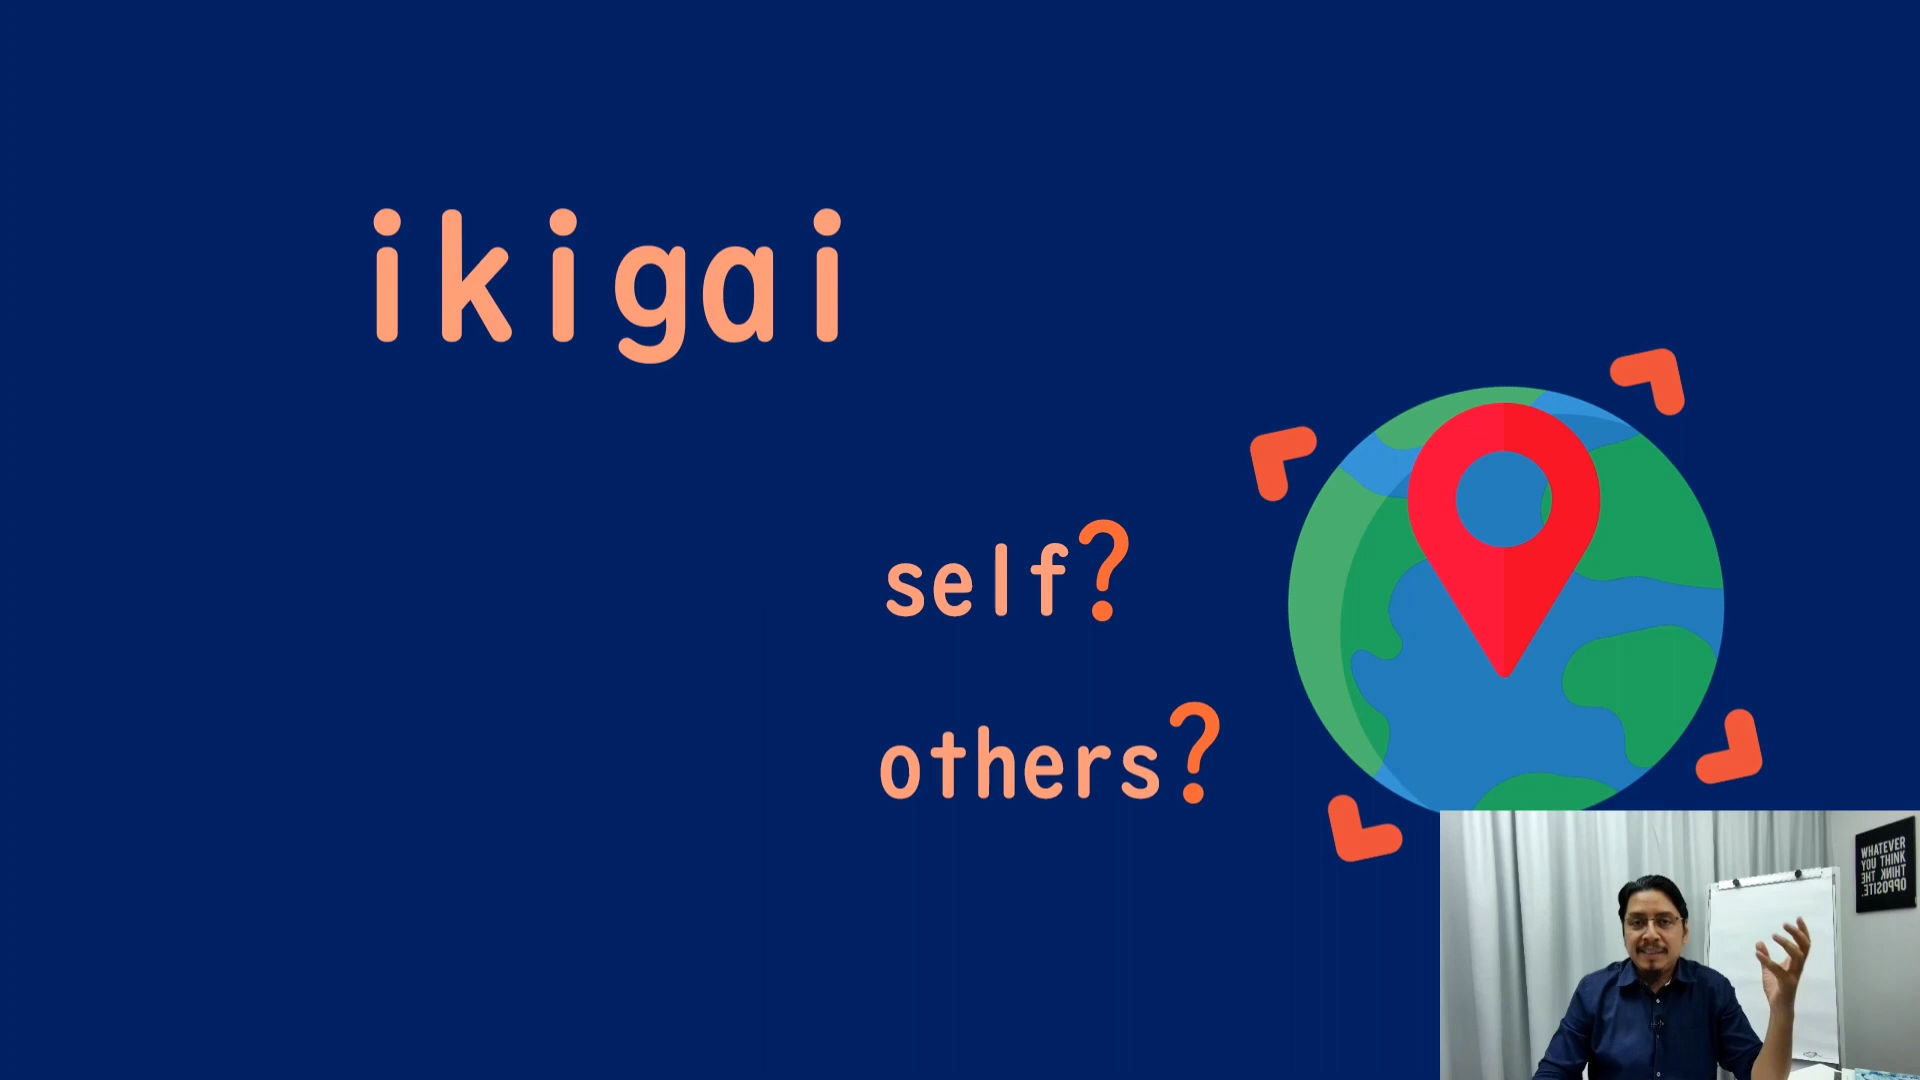 ikigai
self?
others?
WHATEVER
YOU THINK
THINK THE
OPPOSITE.